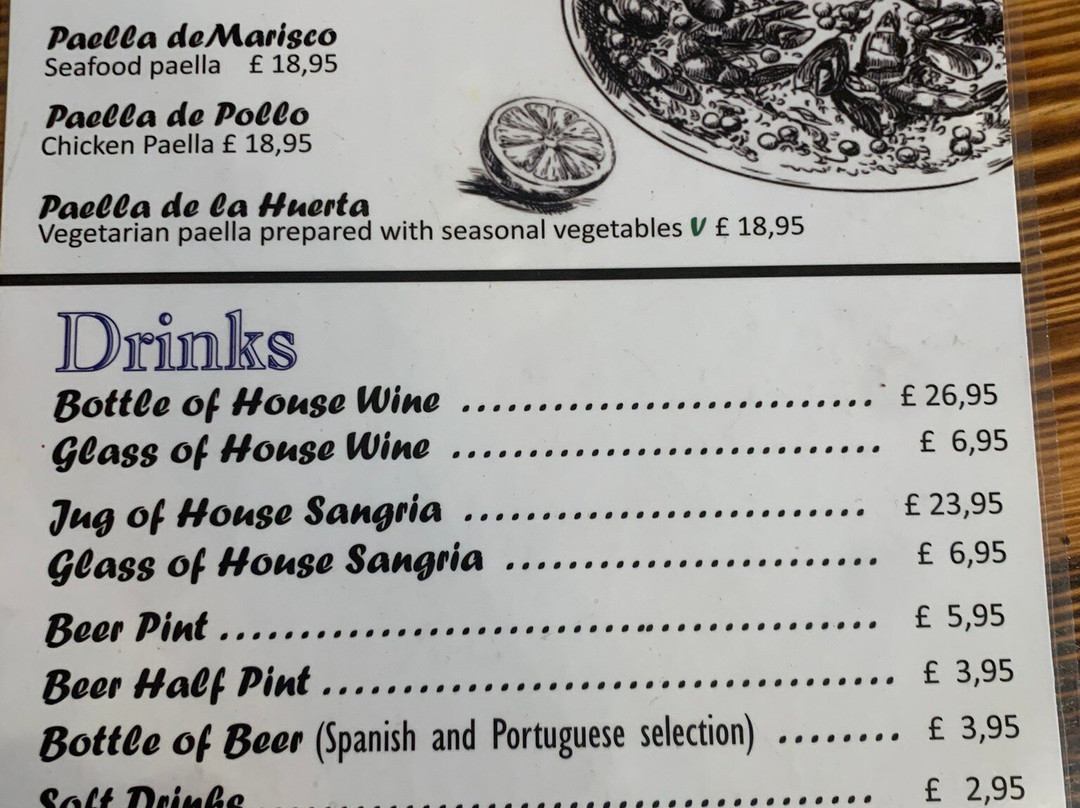 Paella deMarisco
Seafood paella £ 18,95
Paella de Pollo
Chicken Paella £ 18,95
Paella de la Huerta
Vegetarian paella prepared with seasonal vegetables V £ 18,95
Drinks
Bottle of House Wine ........................... £ 26,95
Glass of House Wine ............................ £ 6,95
Jug of House Sangria .......................... £ 23,95
Glass of House Sangria ........................ £ 6,95
Beer Pint ........................................... £ 5,95
Beer Half Pint ..................................... £ 3,95
Bottle of Beer (Spanish and Portuguese selection) ........ £ 3,95
Soft Drinks ......................................... £ 2,95